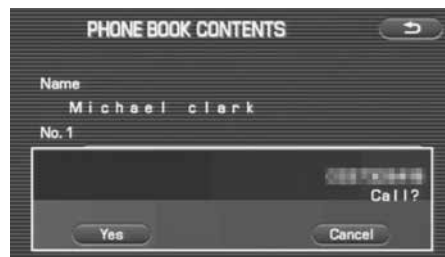 PHONE BOOK CONTENTS
Name
Michael clark
No. 1
Call?
Yes
Cancel